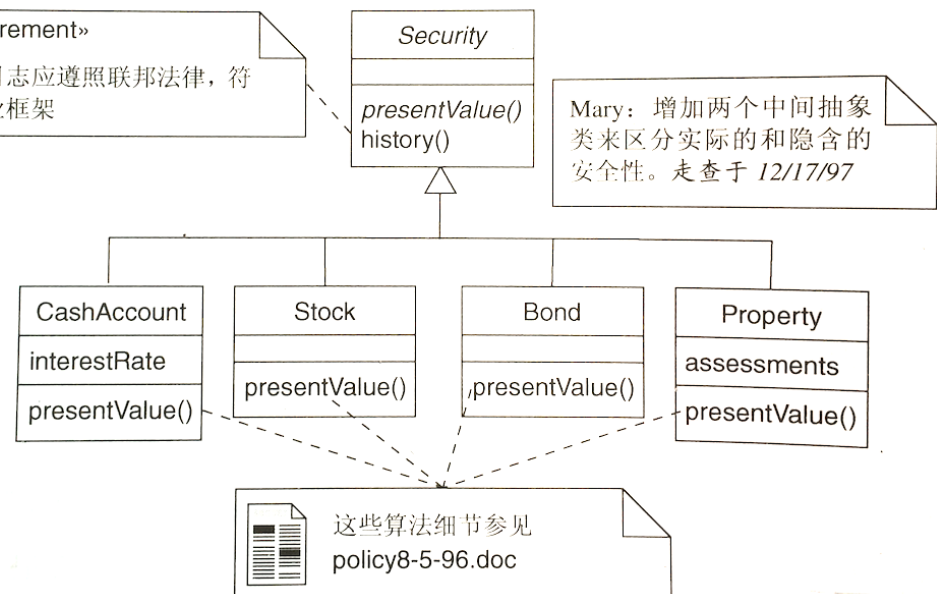 rement»
志应遵照联邦法律，符
框架
Security
presentValue()
history()
Mary：增加两个中间抽象
类来区分实际的和隐含的
安全性。走查于 12/17/97
CashAccount
interestRate
presentValue()
Stock
presentValue()
Bond
presentValue()
Property
assessments
presentValue()
这些算法细节参见
policy8-5-96.doc